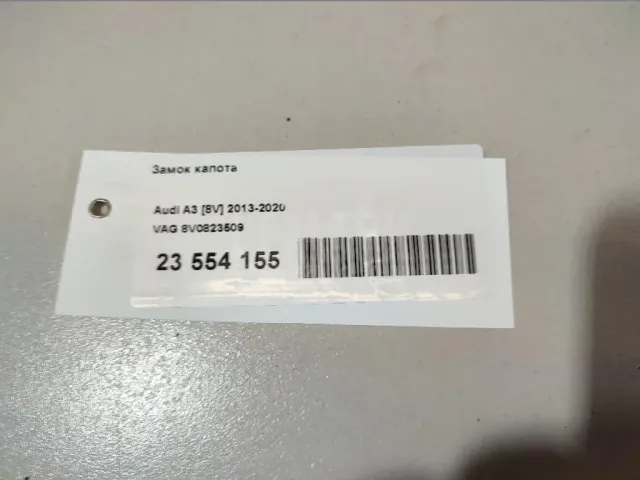 Замок капота
Audi A3 [8V] 2013-2020
VAG 8V0823509
23 554 155